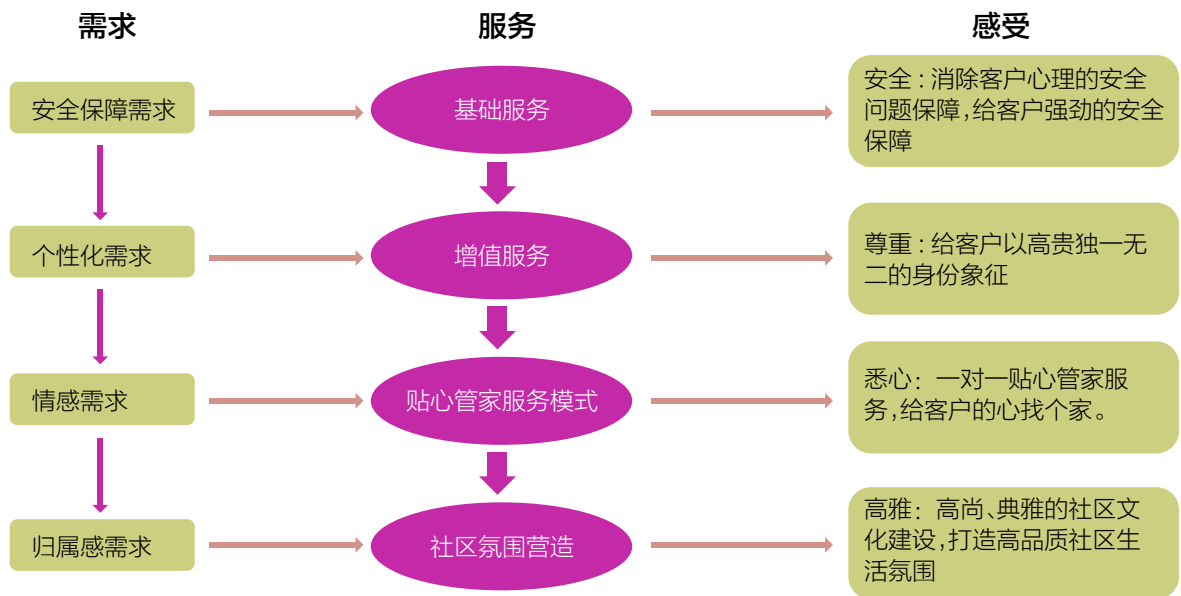 需求
服务
感受
安全保障需求
基础服务
安全：消除客户心理的安全
问题保障,给客户强劲的安全
保障
个性化需求
增值服务
尊重：给客户以高贵独一无
二的身份象征
情感需求
贴心管家服务模式
悉心：一对一贴心管家服
务,给客户的心找个家。
归属感需求
社区氛围营造
高雅：高尚、典雅的社区文
化建设,打造高品质社区生
活氛围